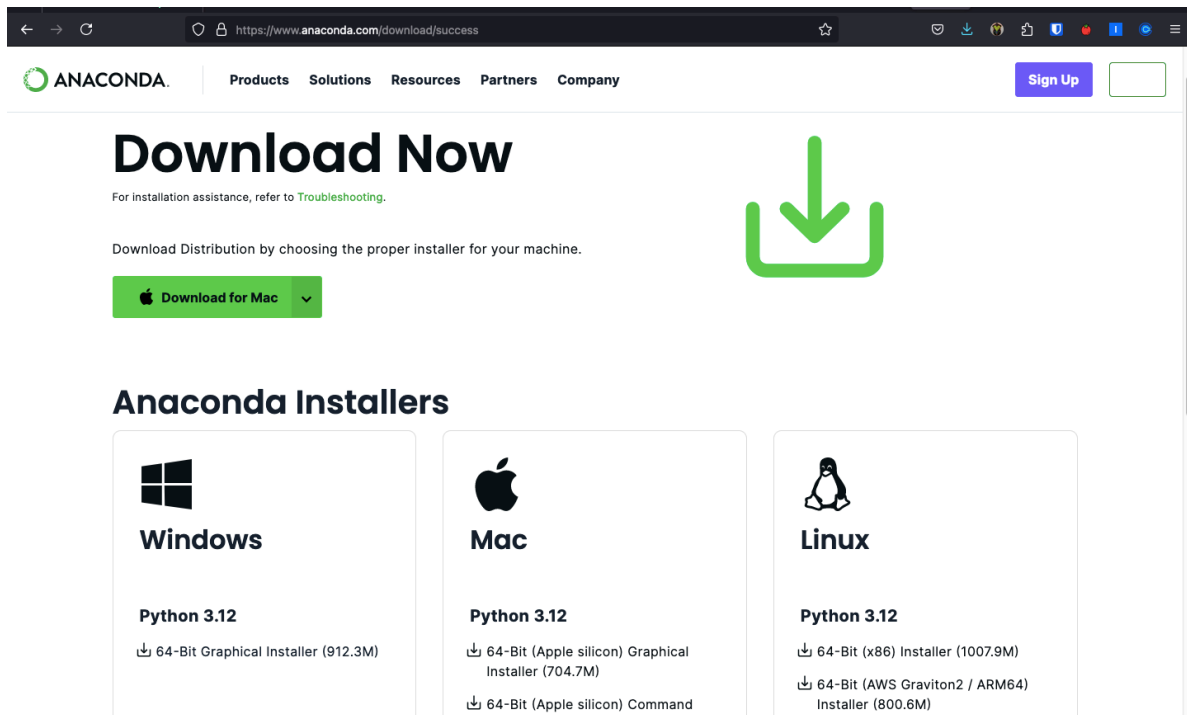 https://www.anaconda.com/download/success
ANACONDA.
Products Solutions Resources Partners Company
Sign Up
Download Now
For installation assistance, refer to Troubleshooting.
Download Distribution by choosing the proper installer for your machine.
Download for Mac
Anaconda Installers
Windows
Python 3.12
64-Bit Graphical Installer (912.3M)
Mac
Python 3.12
64-Bit (Apple silicon) Graphical
Installer (704.7M)
64-Bit (Apple silicon) Command
Linux
Python 3.12
64-Bit (x86) Installer (1007.9M)
64-Bit (AWS Graviton2 / ARM64)
Installer (800.6M)